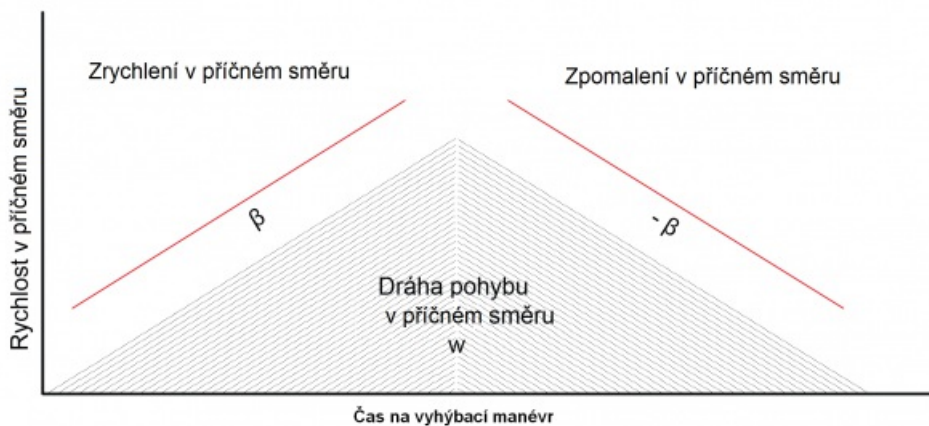 Zrychlení v příčném směru
Zpomalení v příčném směru
Rychlost v příčném směru
β
- β
Dráha pohybu
v příčném směru
w
Čas na vyhýbací manévr